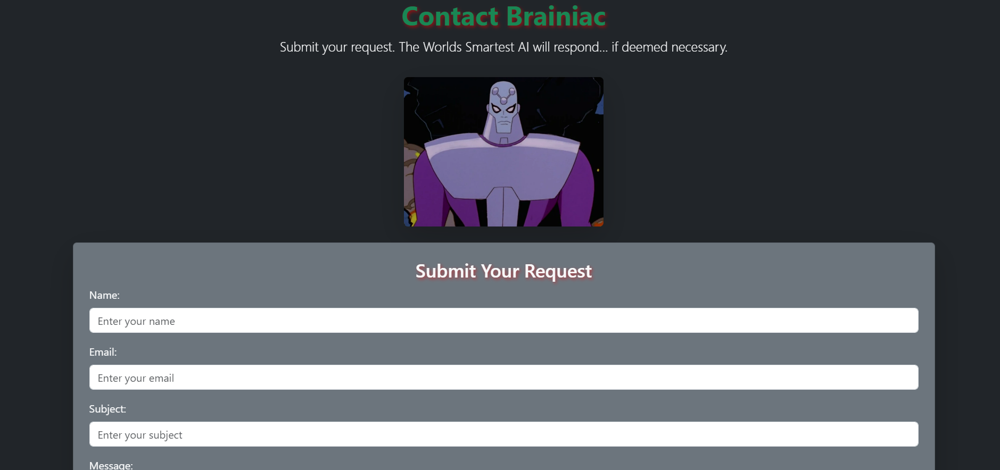 Contact Brainiac
Submit your request. The Worlds Smartest AI will respond... if deemed necessary.
Submit Your Request
Name:
Enter your name
Email:
Enter your email
Subject:
Enter your subject
Message: